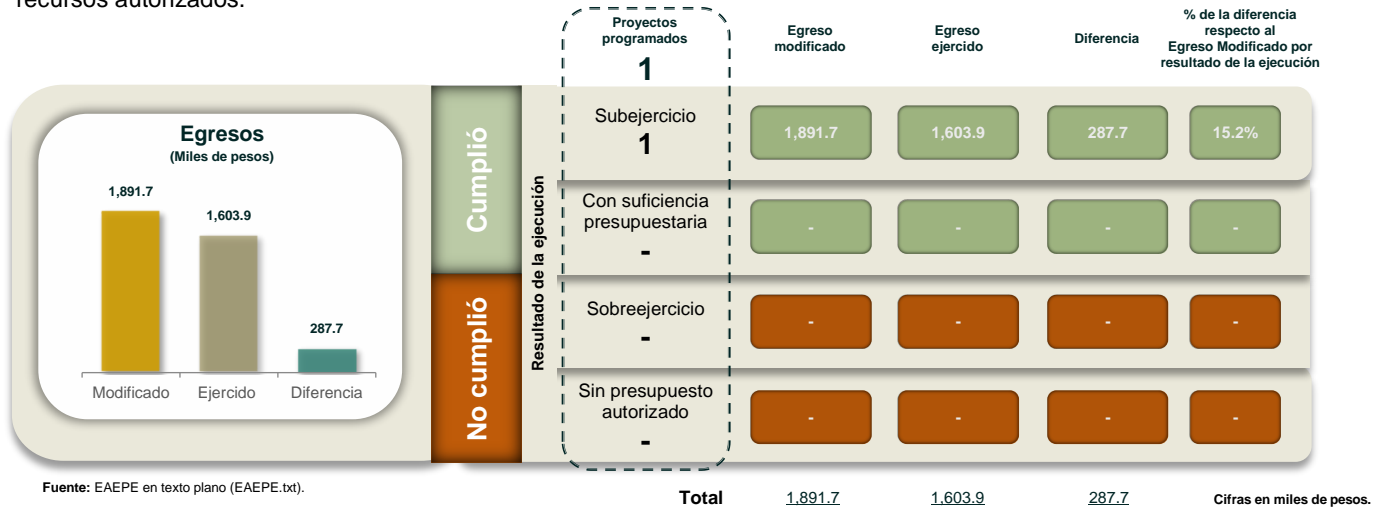 recursos autorizados.
Proyectos
programados
1
Egreso
modificado
Egreso
ejercido
Diferencia
% de la diferencia
respecto al
Egreso Modificado por
resultado de la ejecución
Egresos
(Miles de pesos)
1,891.7
1,603.9
287.7
Modificado
Ejercido
Diferencia
Cumplió
No cumplió
Resultado de la ejecución
Subejercicio
1
1,891.7
1,603.9
287.7
15.2%
Con suficiencia
presupuestaria
-
-
-
-
-
Sobreejercicio
-
-
-
-
-
Sin presupuesto
autorizado
-
-
-
-
-
Fuente: EAEPE en texto plano (EAEPE.txt).
Total
1,891.7
1,603.9
287.7
Cifras en miles de pesos.